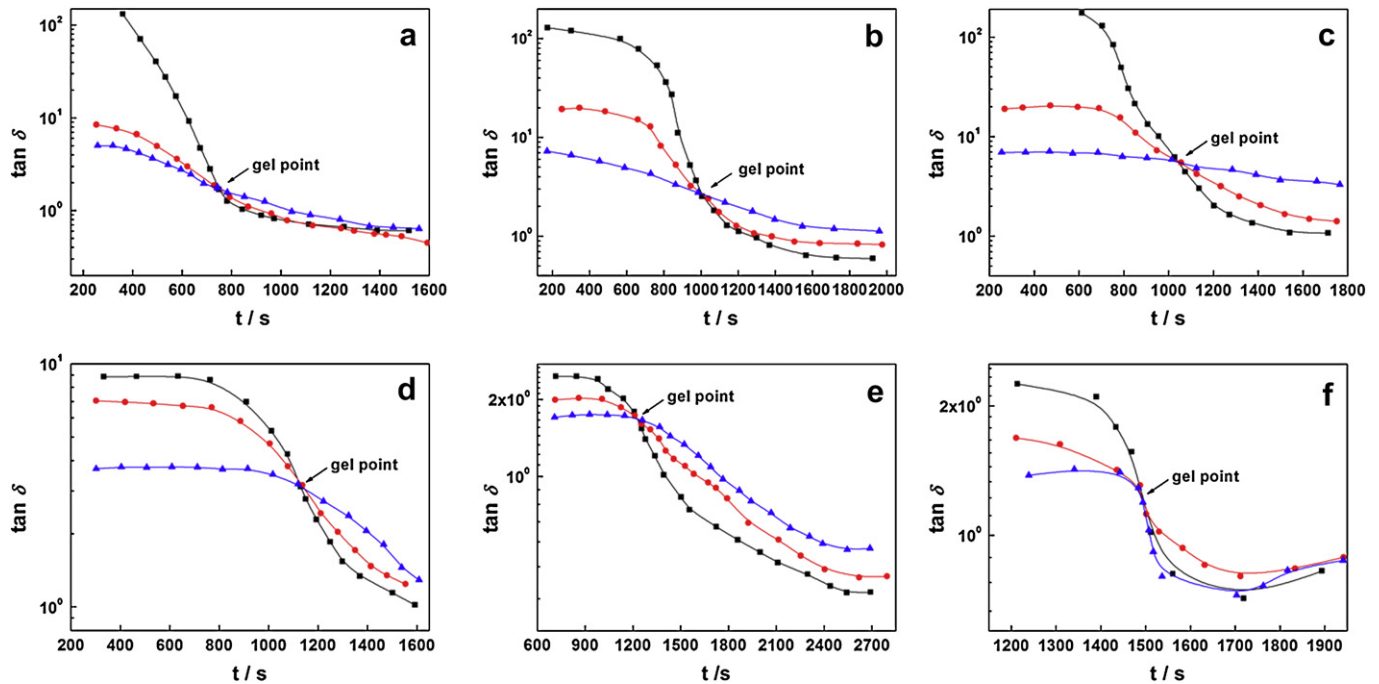 a
10²
10¹
10⁰
tan δ
gel point
200 400 600 800 1000 1200 1400 1600
t / s
b
10²
10¹
10⁰
tan δ
gel point
200 400 600 800 1000 1200 1400 1600 1800 2000
t / s
c
10²
10¹
10⁰
tan δ
gel point
200 400 600 800 1000 1200 1400 1600 1800
t / s
d
10¹
10⁰
tan δ
gel point
200 400 600 800 1000 1200 1400 1600
t / s
e
2x10⁰
10⁰
tan δ
gel point
600 900 1200 1500 1800 2100 2400 2700
t / s
f
2x10⁰
10⁰
tan δ
gel point
1200 1300 1400 1500 1600 1700 1800 1900
t / s